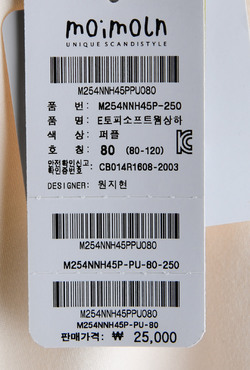 moimoln
UNIQUE SCANDISTYLE
M254NNH45PPU080
품 번: M254NNH45P-250
품 명: E토피소프트웜상하
색 상: 퍼플
호 칭: 80 (80-120)
안전확인신고
확인증번호 : CB014R1608-2003
DESIGNER: 원지현
M254NNH45PPU080
M254NNH45P-PU-80-250
M254NNH45PPU080
M254NNH45P-PU-80
판매가격: ₩ 25,000